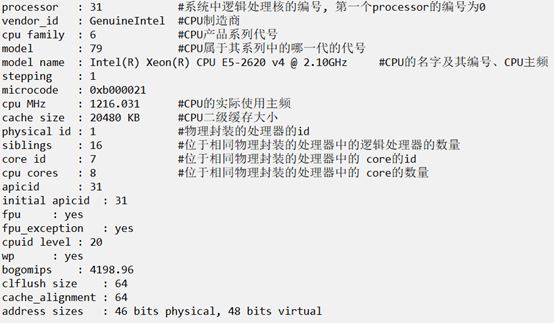 processor : 31 #系统中逻辑处理核的编号, 第一个processor的编号为0
vendor_id : GenuineIntel #CPU制造商
cpu family : 6 #CPU产品系列代号
model : 79 #CPU属于其系列中的哪一代的代号
model name : Intel(R) Xeon(R) CPU E5-2620 v4 @ 2.10GHz #CPU的名字及其编号、CPU主频
stepping : 1
microcode : 0xb000021
cpu MHz : 1216.031 #CPU的实际使用主频
cache size : 20480 KB #CPU二级缓存大小
physical id : 1 #物理封装的处理器的id
siblings : 16 #位于相同物理封装的处理器中的逻辑处理器的数量
core id : 7 #位于相同物理封装的处理器中的 core的id
cpu cores : 8 #位于相同物理封装的处理器中的 core的数量
apicid : 31
initial apicid : 31
fpu : yes
fpu_exception : yes
cpuid level : 20
wp : yes
bogomips : 4198.96
clflush size : 64
cache_alignment : 64
address sizes : 46 bits physical, 48 bits virtual